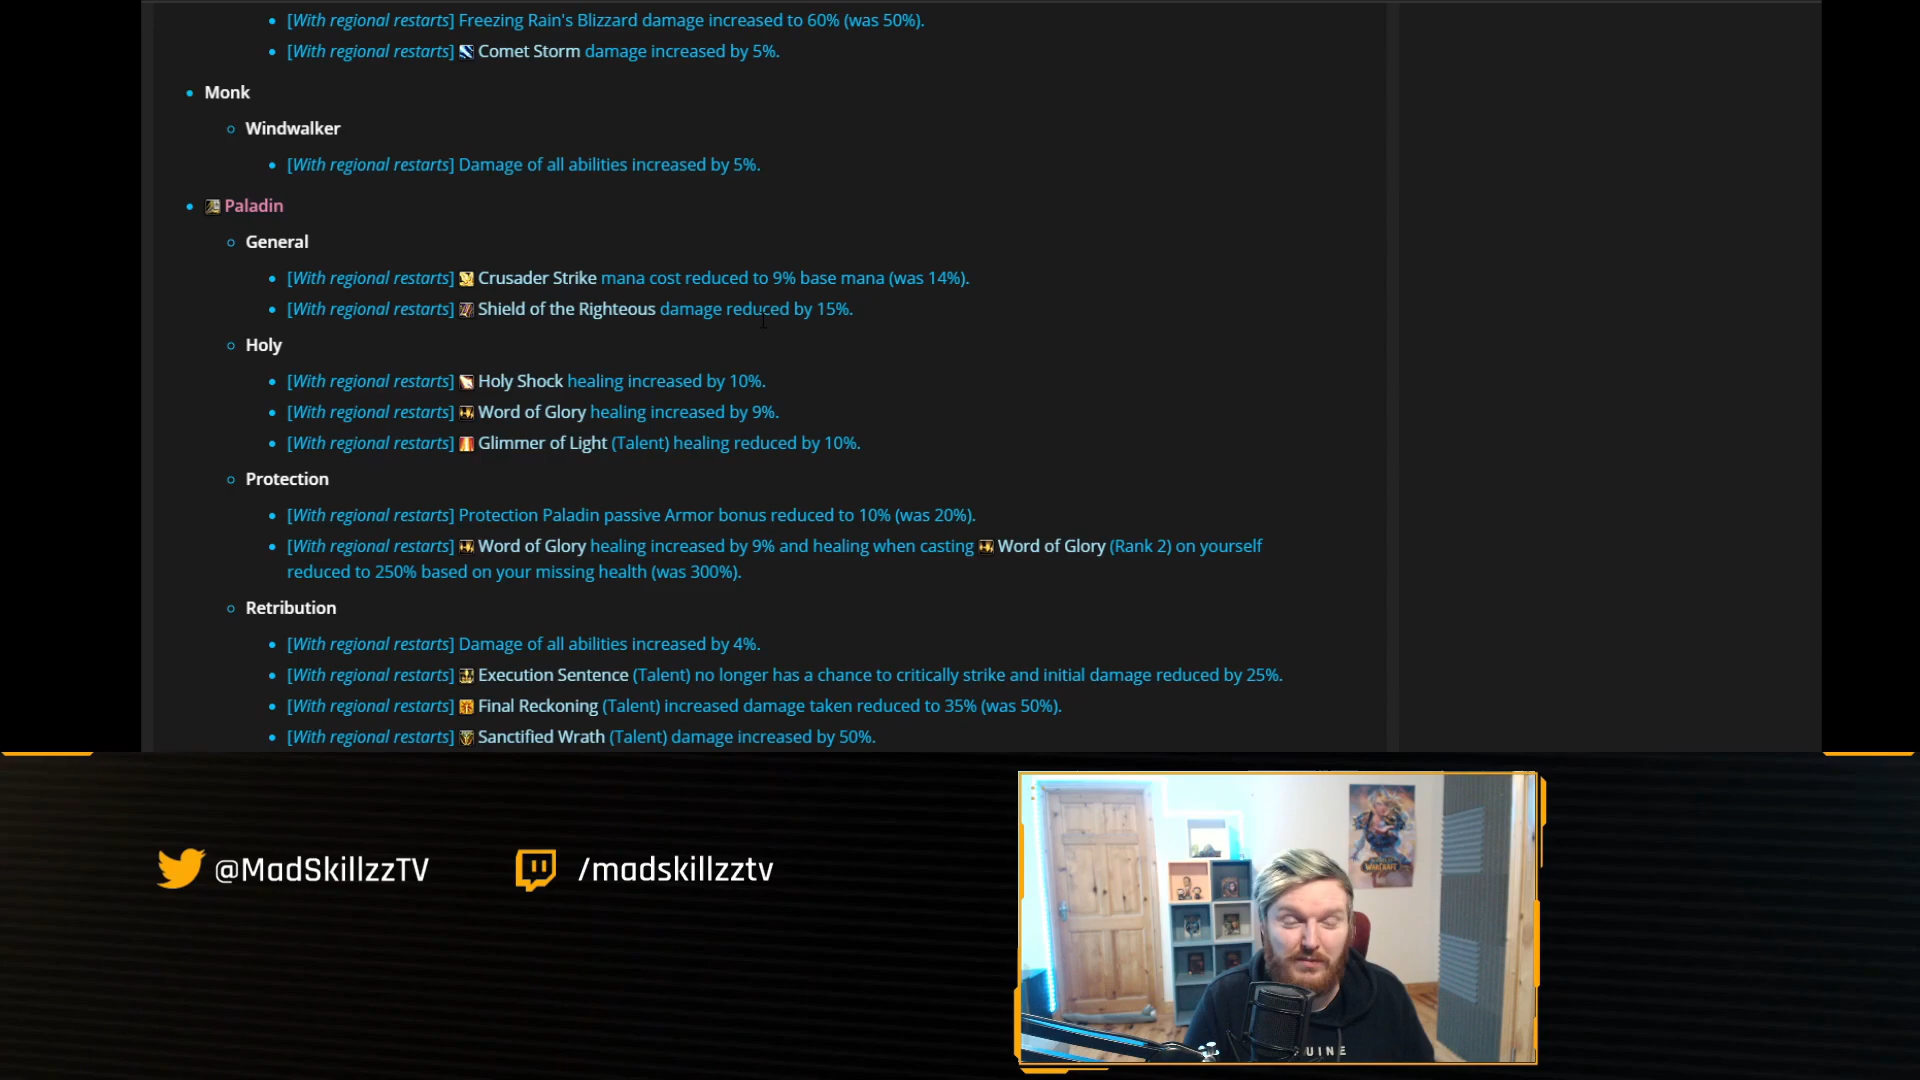 [With regional restarts] Freezing Rain's Blizzard damage increased to 60% (was 50%).
[With regional restarts] Comet Storm damage increased by 5%.
Monk
Windwalker
[With regional restarts] Damage of all abilities increased by 5%.
Paladin
General
[With regional restarts] Crusader Strike mana cost reduced to 9% base mana (was 14%).
[With regional restarts] Shield of the Righteous damage reduced by 15%.
Holy
[With regional restarts] Holy Shock healing increased by 10%.
[With regional restarts] Word of Glory healing increased by 9%.
[With regional restarts] Glimmer of Light (Talent) healing reduced by 10%.
Protection
[With regional restarts] Protection Paladin passive Armor bonus reduced to 10% (was 20%).
[With regional restarts] Word of Glory healing increased by 9% and healing when casting Word of Glory (Rank 2) on yourself
reduced to 250% based on your missing health (was 300%).
Retribution
[With regional restarts] Damage of all abilities increased by 4%.
[With regional restarts] Execution Sentence (Talent) no longer has a chance to critically strike and initial damage reduced by 25%.
[With regional restarts] Final Reckoning (Talent) increased damage taken reduced to 35% (was 50%).
[With regional restarts] Sanctified Wrath (Talent) damage increased by 50%.
@MadSkillzzTV
/madskillzztv
WARCRAFT